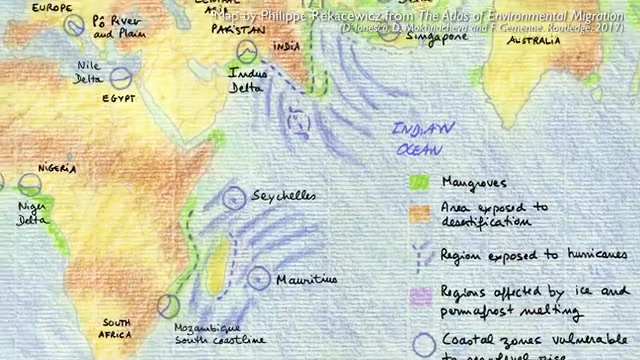 Map by Philippe Rekacewicz from The Atlas of Environmental Migration
(D. Ionesco, D. Mokhnacheva and F. Gemenne, Routledge, 2017)
EUROPE
Pô River
and Plain
PAKISTAN
INDIA
Singapore
AUSTRALIA
Nile
Delta
EGYPT
Indus
Delta
INDIAN
OCEAN
NIGERIA
Niger
Delta
Seychelles
Mauritius
SOUTH
AFRICA
Mozambique
South coastline
Mangroves
Area exposed to
desertification
Region exposed to hurricanes
Regions affected by ice and
permafrost melting
Coastal zones vulnerable
to sea-level rise